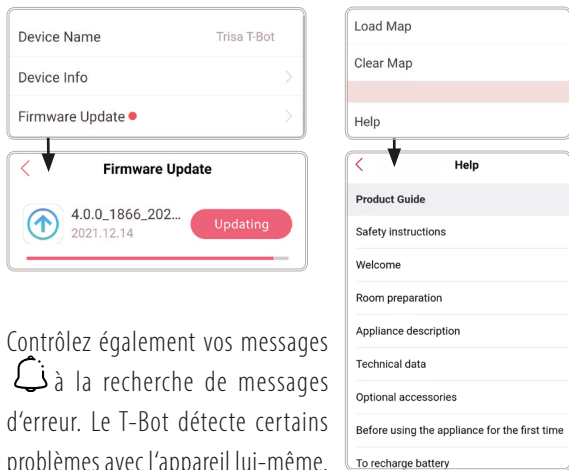 Device Name Trisa T-Bot
Device Info
Firmware Update
Firmware Update
4.0.0_1866_202...
2021.12.14
Updating
Contrôlez également vos messages
à la recherche de messages
d‘erreur. Le T-Bot détecte certains
problèmes avec l‘appareil lui-même.
Load Map
Clear Map
Help
Help
Product Guide
Safety instructions
Welcome
Room preparation
Appliance description
Technical data
Optional accessories
Before using the appliance for the first time
To recharge battery